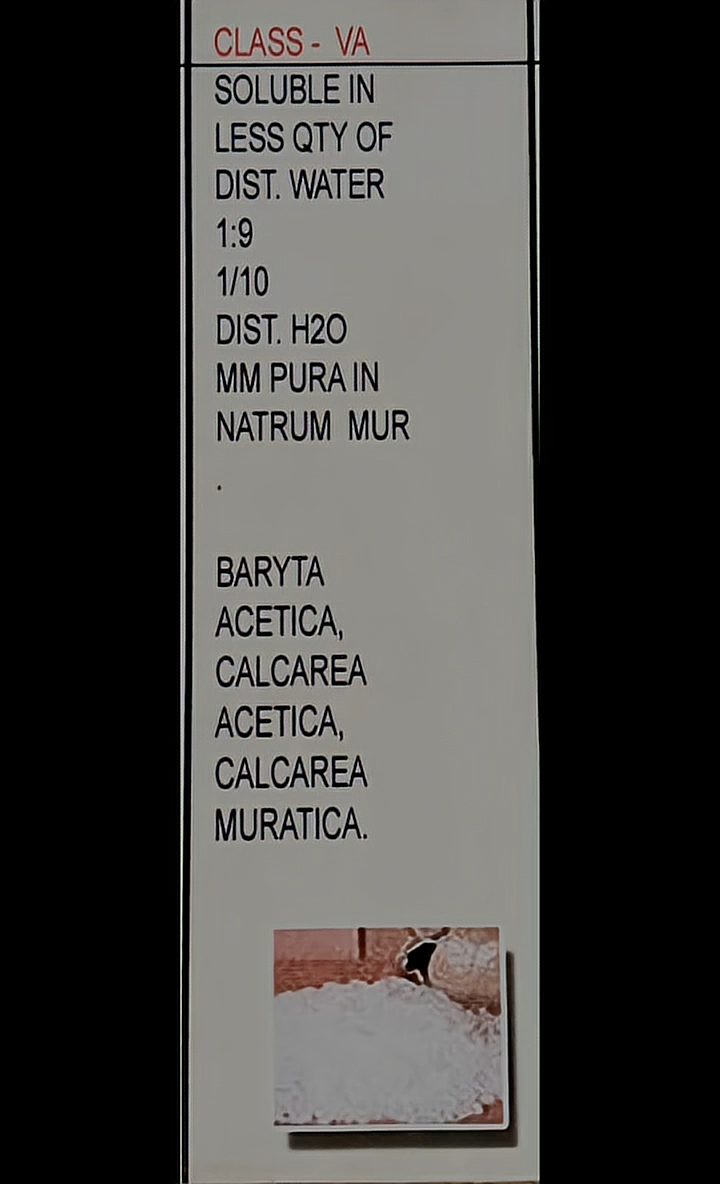 CLASS - VA
SOLUBLE IN
LESS QTY OF
DIST. WATER
1:9
1/10
DIST. H2O
MM PURA IN
NATRUM MUR
.
BARYTA
ACETICA,
CALCAREA
ACETICA,
CALCAREA
MURATICA.